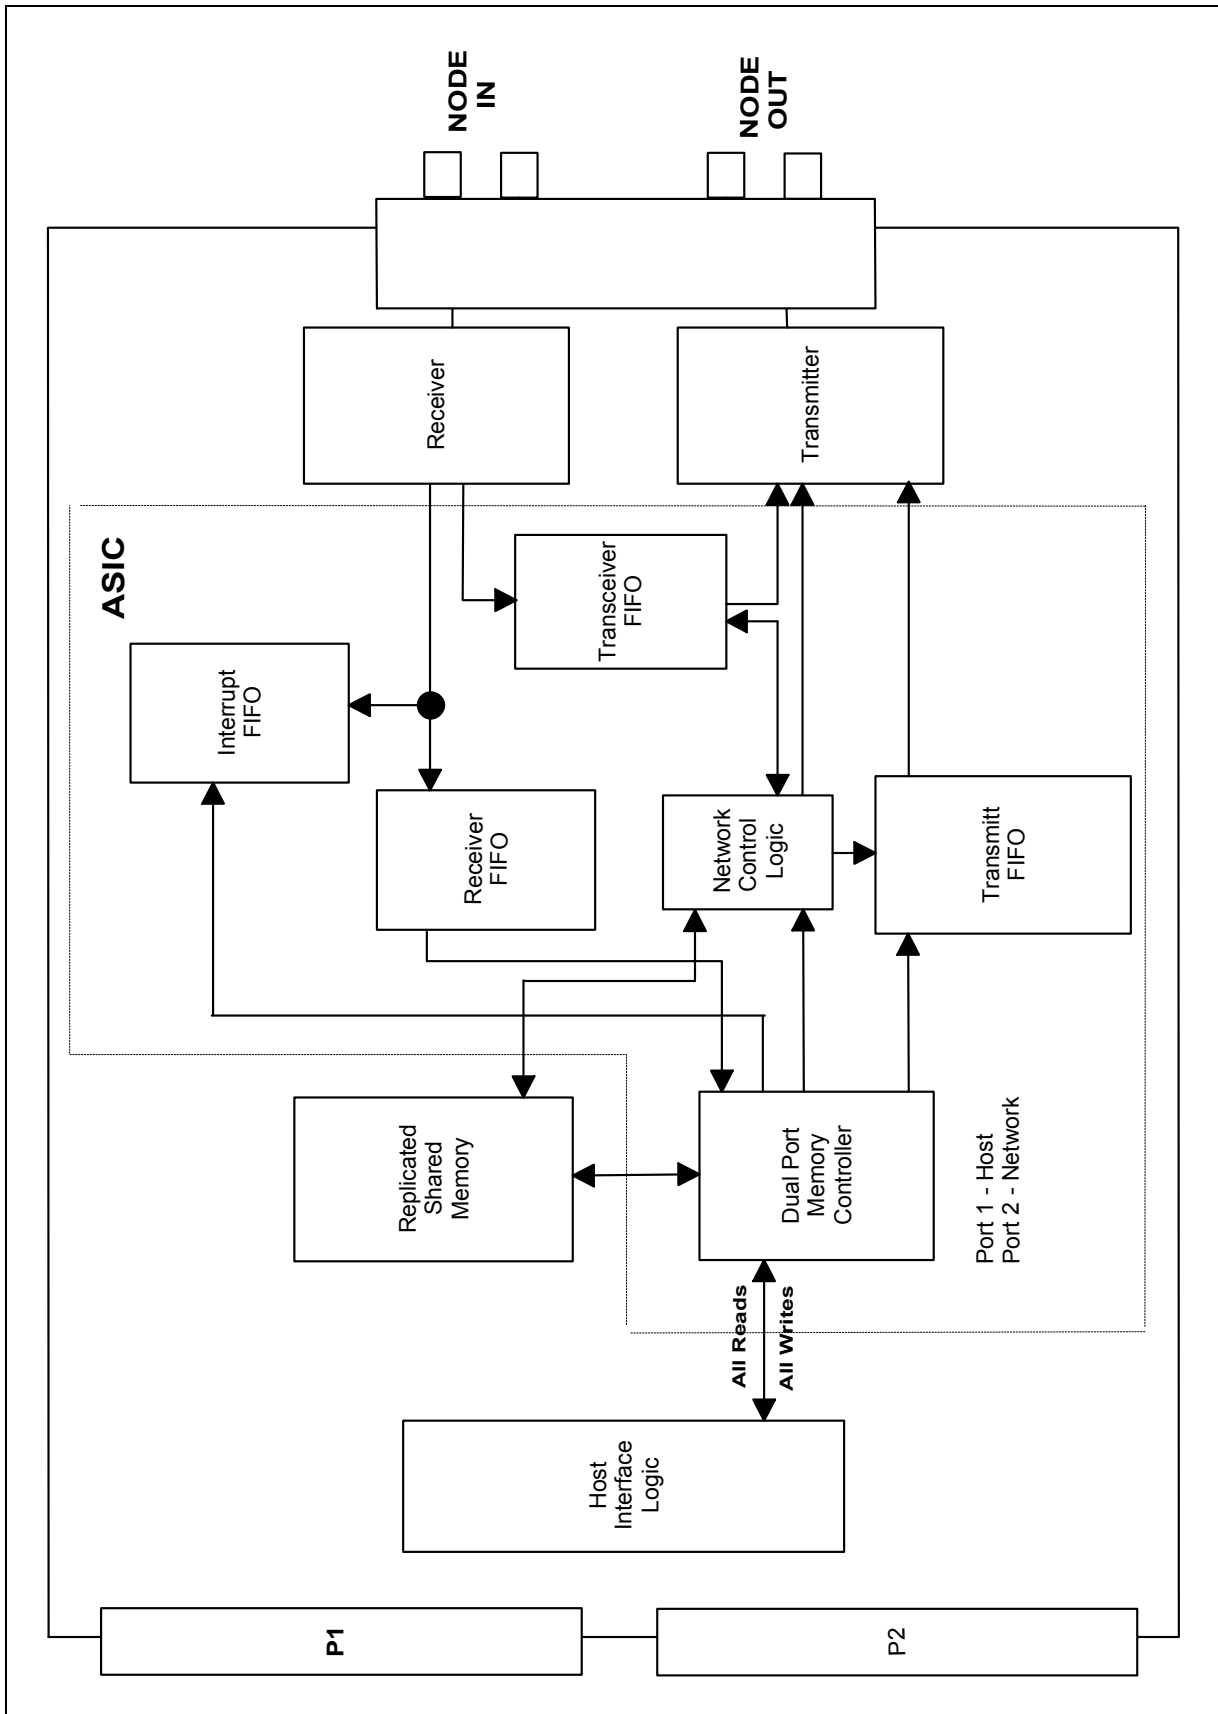 NODE
IN
NODE
OUT
Receiver
Transmitter
ASIC
Transceiver
FIFO
Interrupt
FIFO
Receiver
FIFO
Network
Control
Logic
Transmitt
FIFO
Replicated
Shared
Memory
Dual Port
Memory
Controller
Port 1 - Host
Port 2 - Network
All Reads
All Writes
Host
Interface
Logic
P1
P2